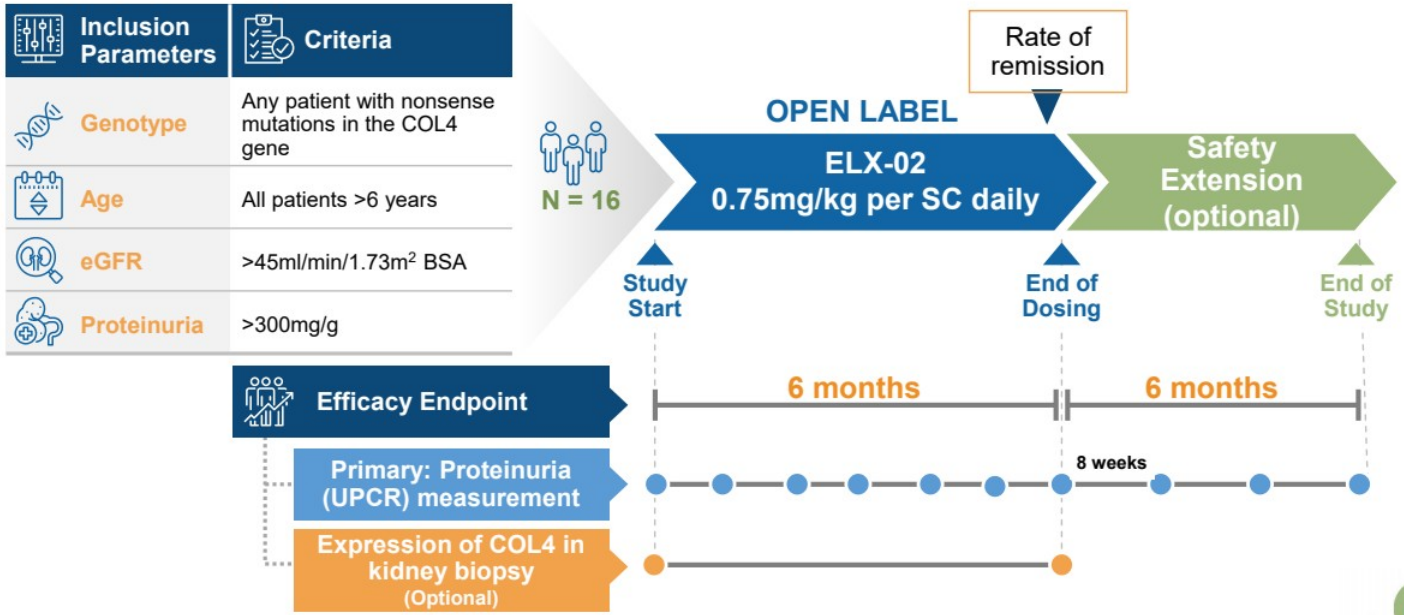 Inclusion
Parameters
Criteria
Genotype
Any patient with nonsense
mutations in the COL4
gene
Age
All patients >6 years
eGFR
>45ml/min/1.73m² BSA
Proteinuria
>300mg/g
N = 16
Rate of
remission
OPEN LABEL
ELX-02
0.75mg/kg per SC daily
Safety
Extension
(optional)
Study
Start
End of
Dosing
End of
Study
Efficacy Endpoint
6 months
6 months
Primary: Proteinuria
(UPCR) measurement
8 weeks
Expression of COL4 in
kidney biopsy
(Optional)